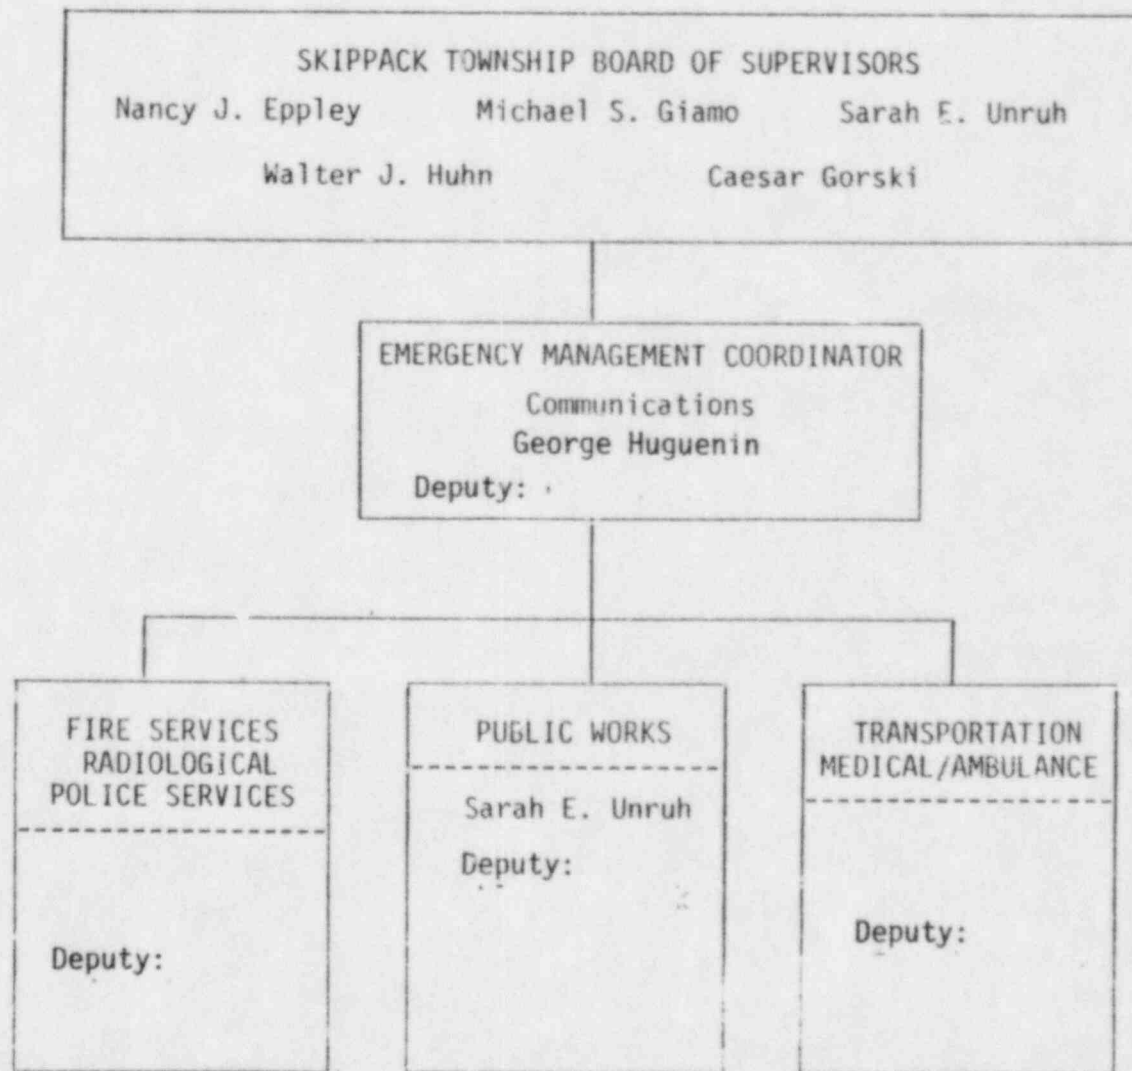 SKIPPACK TOWNSHIP BOARD OF SUPERVISORS
Nancy J. Eppley Michael S. Giamo Sarah E. Unruh
Walter J. Huhn Caesar Gorski
EMERGENCY MANAGEMENT COORDINATOR
Communications
George Huguenin
Deputy:
FIRE SERVICES
RADIOLOGICAL
POLICE SERVICES
Deputy:
PUBLIC WORKS
Sarah E. Unruh
Deputy:
TRANSPORTATION
MEDICAL/AMBULANCE
Deputy: